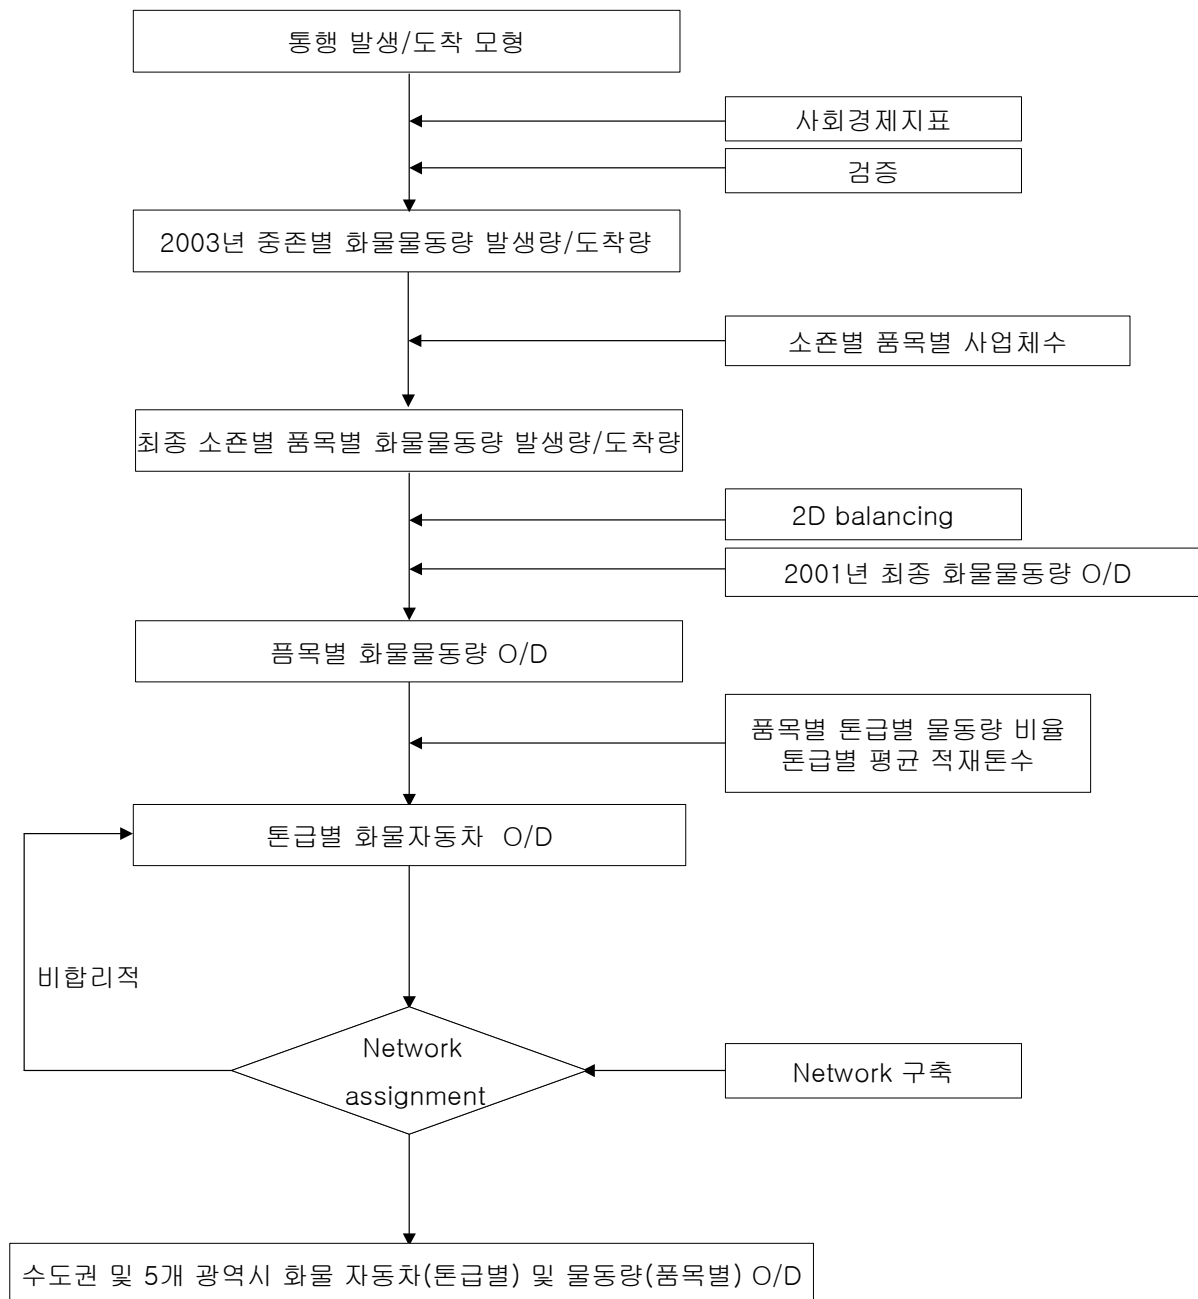 통행 발생/도착 모형
사회경제지표
검증
2003년 중존별 화물물동량 발생량/도착량
소죤별 품목별 사업체수
최종 소죤별 품목별 화물물동량 발생량/도착량
2D balancing
2001년 최종 화물물동량 O/D
픔목별 화물물동량 O/D
품목별 톤급별 물동량 비율
톤급별 평균 적재톤수
톤급별 화물자동차 O/D
비합리적
Network
assignment
Network 구축
수도권 및 5개 광역시 화물 자동차(톤급별) 및 물동량(품목별) O/D